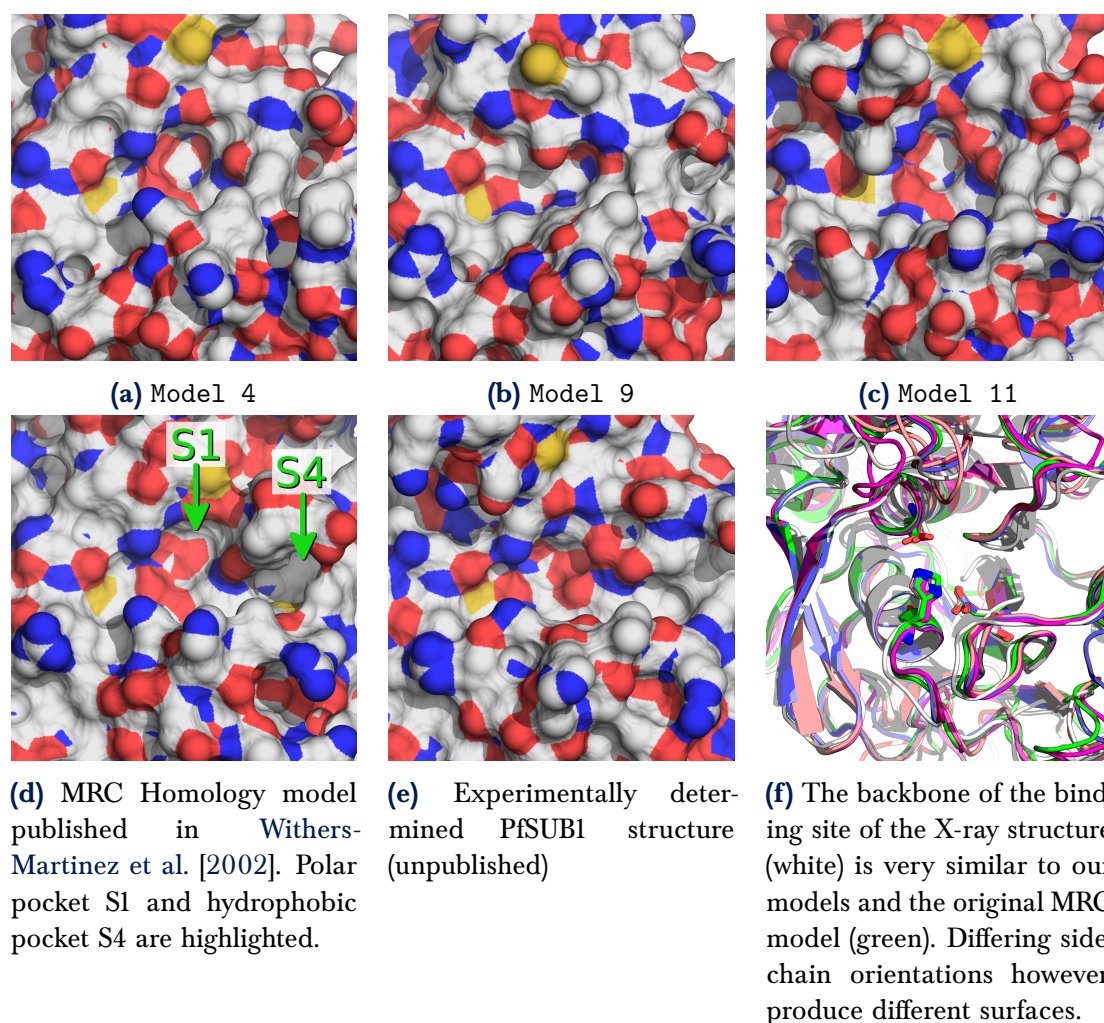 (a) Model 4
(b) Model 9
(c) Model 11
S1
S4
(d) MRC Homology model
published in Withers-
Martinez et al. [2002]. Polar
pocket S1 and hydrophobic
pocket S4 are highlighted.
(e) Experimentally deter-
mined PfSUB1 structure
(unpublished)
(f) The backbone of the bind
ing site of the X-ray structure
(white) is very similar to our
models and the original MRC
model (green). Differing side
chain orientations however
produce different surfaces.